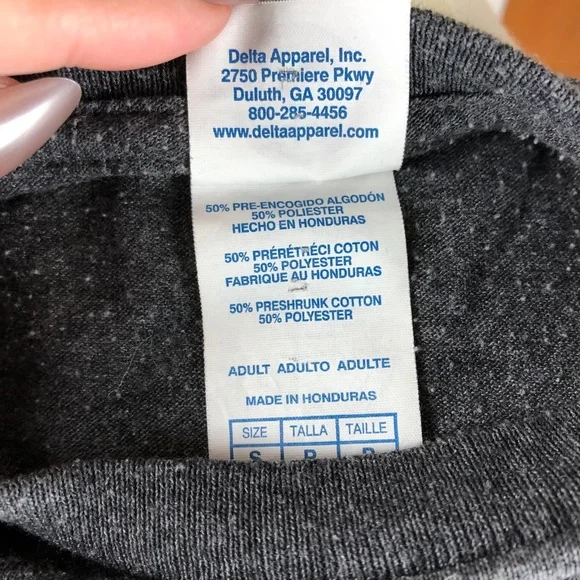 Delta Apparel, Inc.
2750 Premiere Pkwy
Duluth, GA 30097
800-285-4456
www.deltaapparel.com
50% PRE-ENCOGIDO ALGODÓN
50% POLIESTER
HECHO EN HONDURAS
50% PRÉRÉTRÉCI COTON
50% POLYESTER
FABRIQUE AU HONDURAS
50% PRESHRUNK COTTON
50% POLYESTER
ADULT ADULTO ADULTE
MADE IN HONDURAS
SIZE TALLA TAILLE
S P P